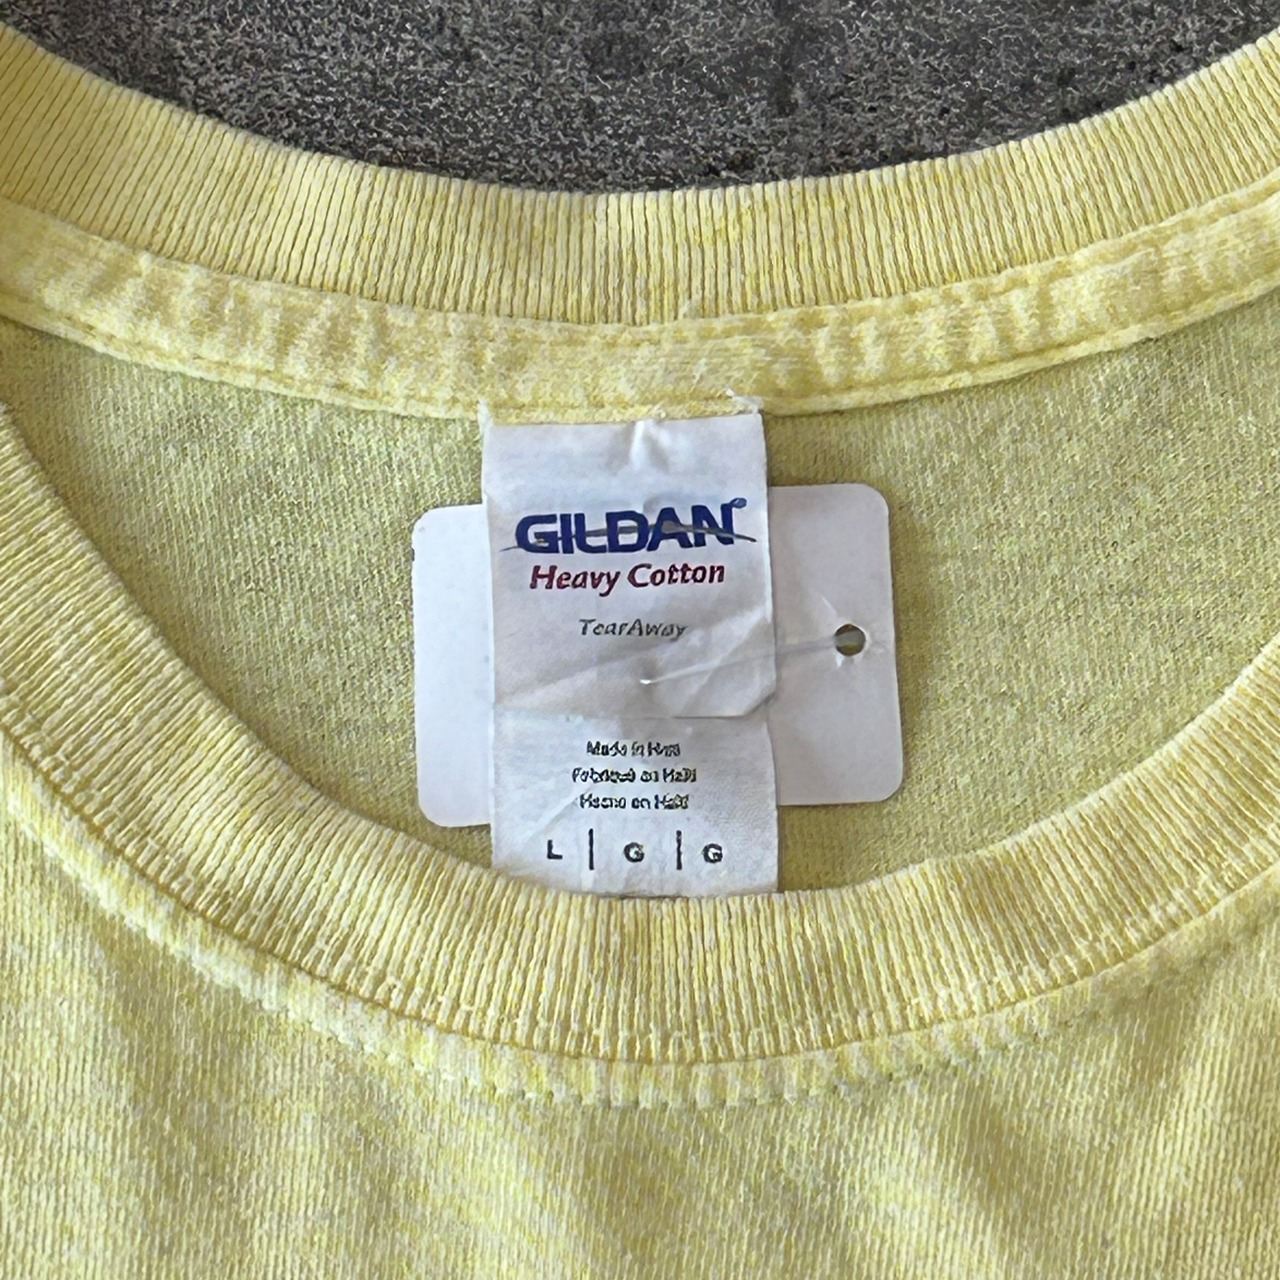 GILDAN
Heavy Cotton
TearAway
Made in Haiti
Fabriqué en Haïti
Hecho en Haití
L | G | G